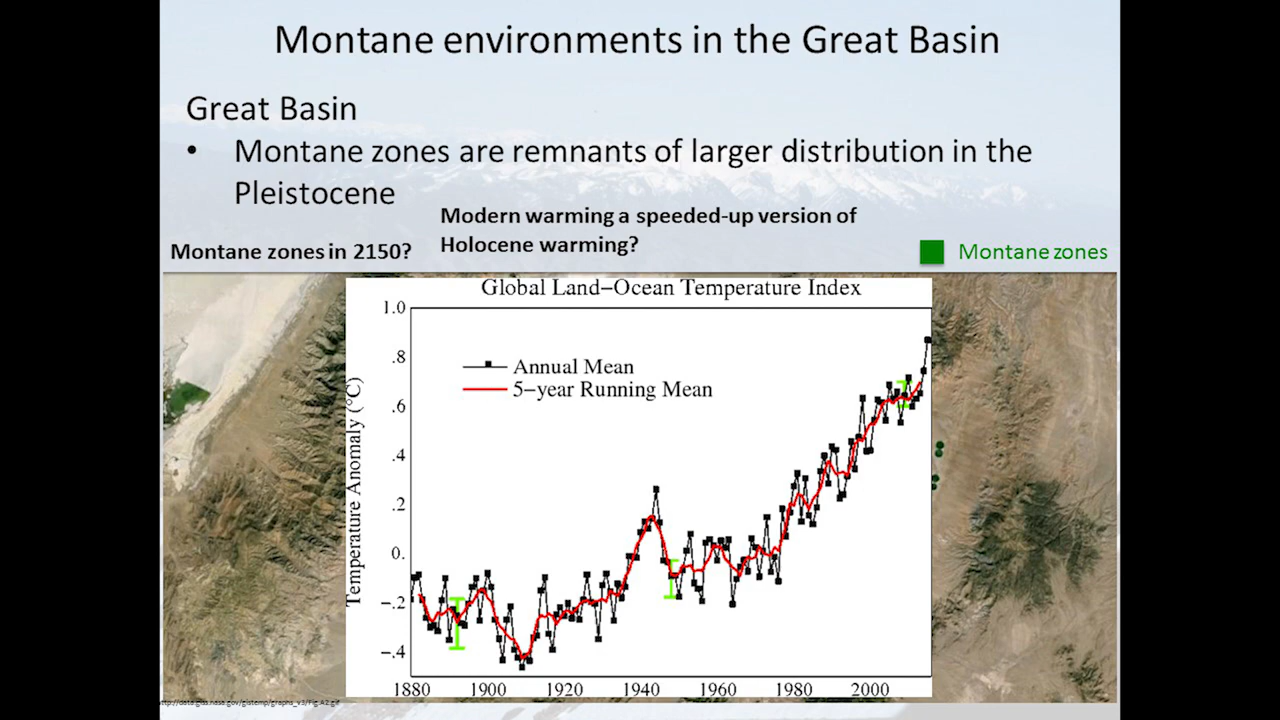 Montane environments in the Great Basin
Great Basin
• Montane zones are remnants of larger distribution in the
Pleistocene
Modern warming a speeded-up version of
Holocene warming?
Montane zones in 2150?
Montane zones
Global Land−Ocean Temperature Index
Annual Mean
5−year Running Mean
Temperature Anomaly (°C)
1.0
.8
.6
.4
.2
0.
−.2
−.4
1880 1900 1920 1940 1960 1980 2000